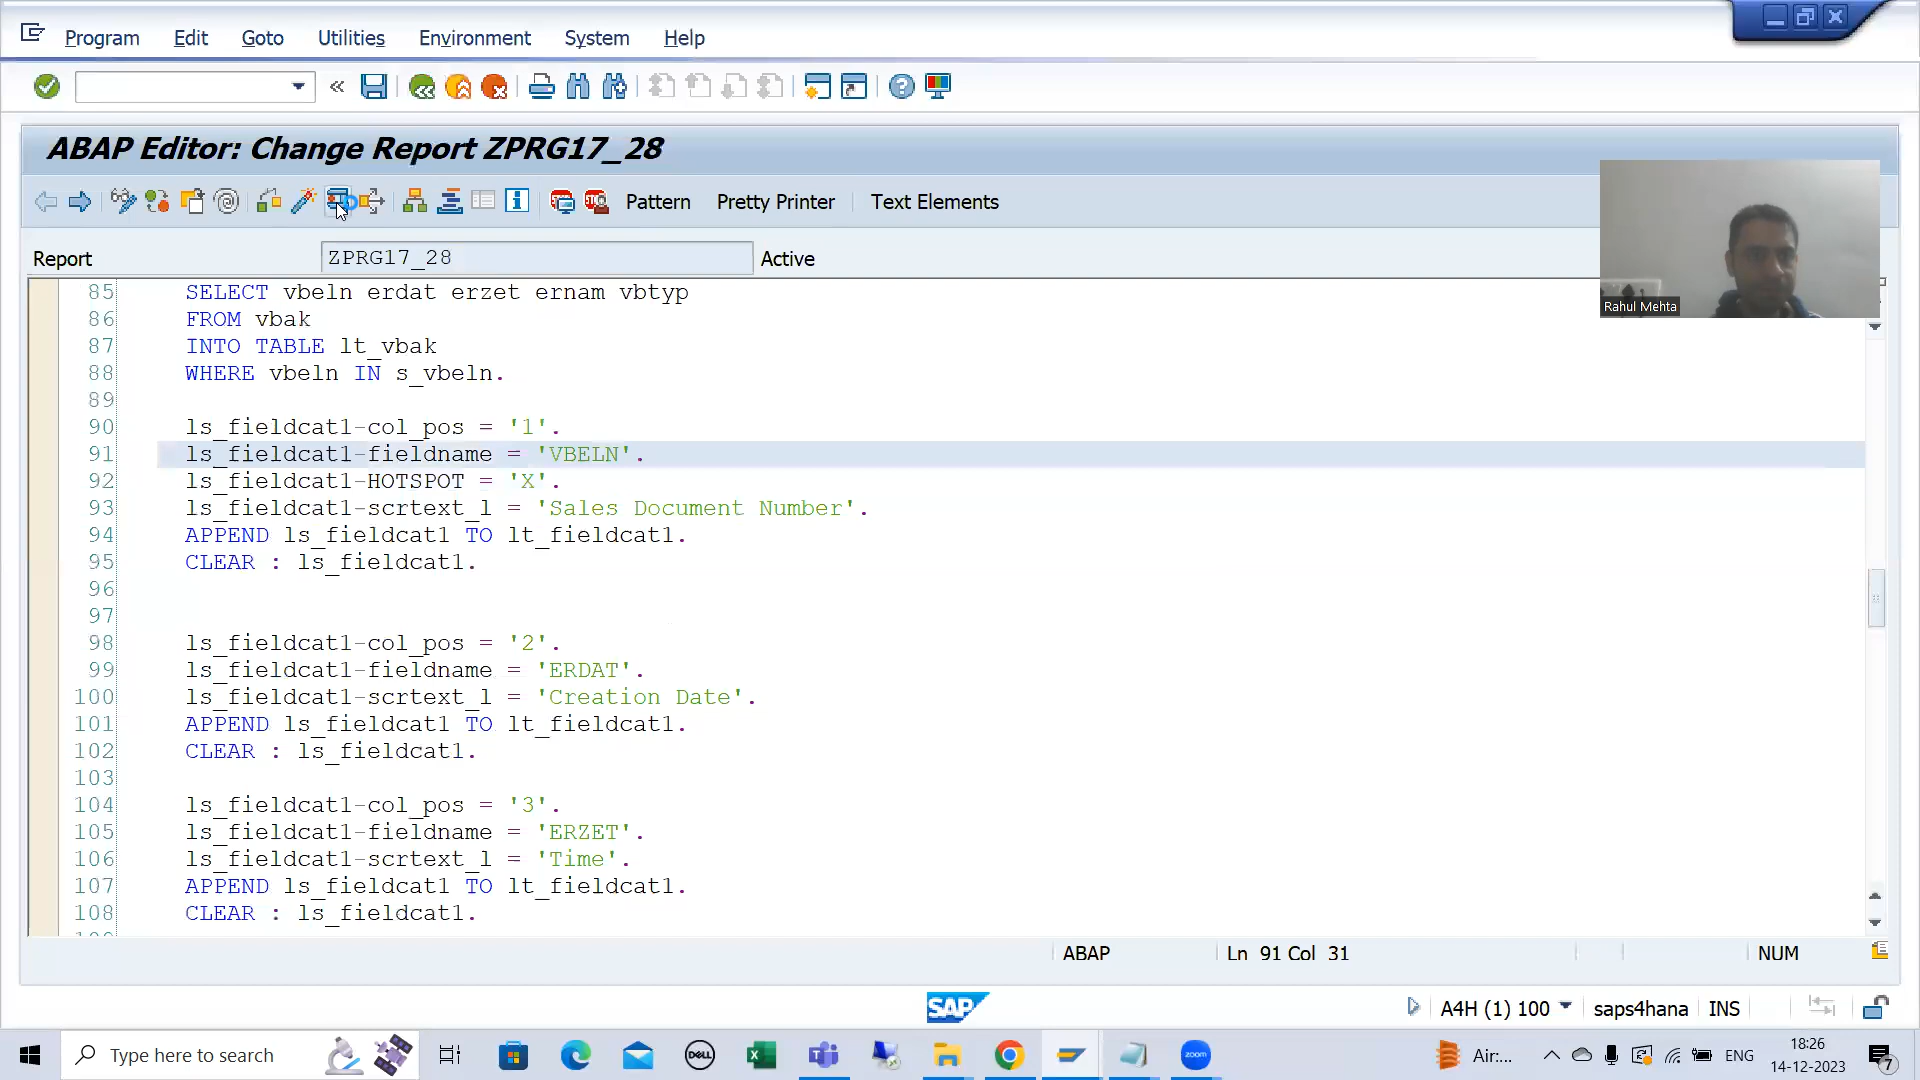 Program Edit Goto Utilities Environment System Help
ABAP Editor: Change Report ZPRG17_28
Pattern Pretty Printer Text Elements
Report ZPRG17_28 Active
Rahul Mehta
85 SELECT vbeln erdat erzet ernam vbtyp
86 FROM vbak
87 INTO TABLE lt_vbak
88 WHERE vbeln IN s_vbeln.
89
90 ls_fieldcat1-col_pos = '1'.
91 ls_fieldcat1-fieldname = 'VBELN'.
92 ls_fieldcat1-HOTSPOT = 'X'.
93 ls_fieldcat1-scrtext_l = 'Sales Document Number'.
94 APPEND ls_fieldcat1 TO lt_fieldcat1.
95 CLEAR : ls_fieldcat1.
96
97
98 ls_fieldcat1-col_pos = '2'.
99 ls_fieldcat1-fieldname = 'ERDAT'.
100 ls_fieldcat1-scrtext_l = 'Creation Date'.
101 APPEND ls_fieldcat1 TO lt_fieldcat1.
102 CLEAR : ls_fieldcat1.
103
104 ls_fieldcat1-col_pos = '3'.
105 ls_fieldcat1-fieldname = 'ERZET'.
106 ls_fieldcat1-scrtext_l = 'Time'.
107 APPEND ls_fieldcat1 TO lt_fieldcat1.
108 CLEAR : ls_fieldcat1.
ABAP Ln 91 Col 31 NUM
SAP A4H (1) 100 saps4hana INS
Type here to search DELL zoom Air:... ENG 18:26
14-12-2023 7